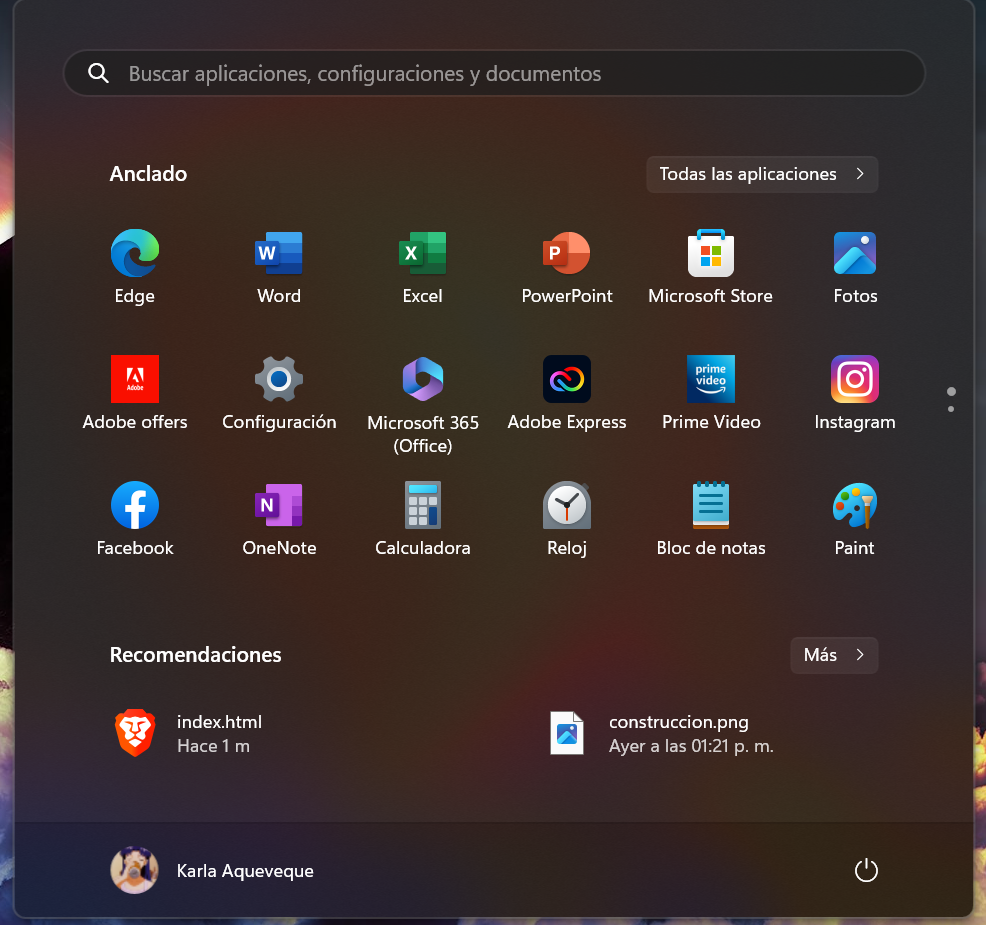 Buscar aplicaciones, configuraciones y documentos
Anclado
Todas las aplicaciones
Edge
Word
Excel
PowerPoint
Microsoft Store
Fotos
Adobe
prime video
Adobe offers
Configuración
Microsoft 365
(Office)
Adobe Express
Prime Video
Instagram
Facebook
OneNote
Calculadora
Reloj
Bloc de notas
Paint
Recomendaciones
Más
index.html
Hace 1 m
construccion.png
Ayer a las 01:21 p. m.
Karla Aqueveque